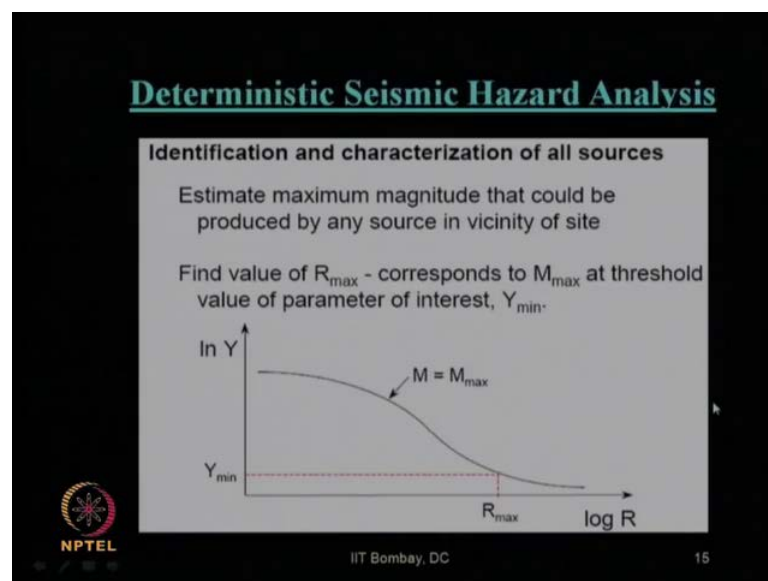 Deterministic Seismic Hazard Analysis
Identification and characterization of all sources
Estimate maximum magnitude that could be
produced by any source in vicinity of site
Find value of Rmax - corresponds to Mmax at threshold
value of parameter of interest, Ymin.
ln Y
M = Mmax
Ymin
Rmax
log R
NPTEL
IIT Bombay, DC
15